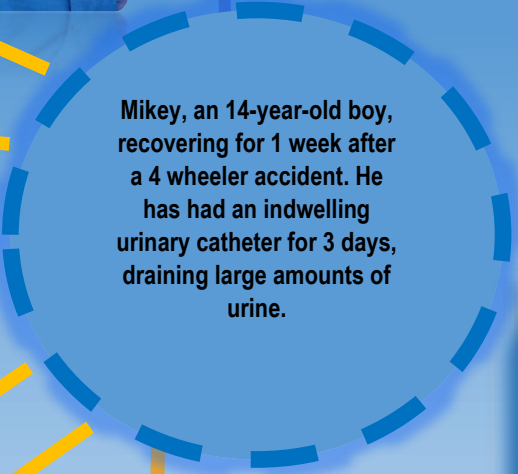 Mikey, an 14-year-old boy,
recovering for 1 week after
a 4 wheeler accident. He
has had an indwelling
urinary catheter for 3 days,
draining large amounts of
urine.